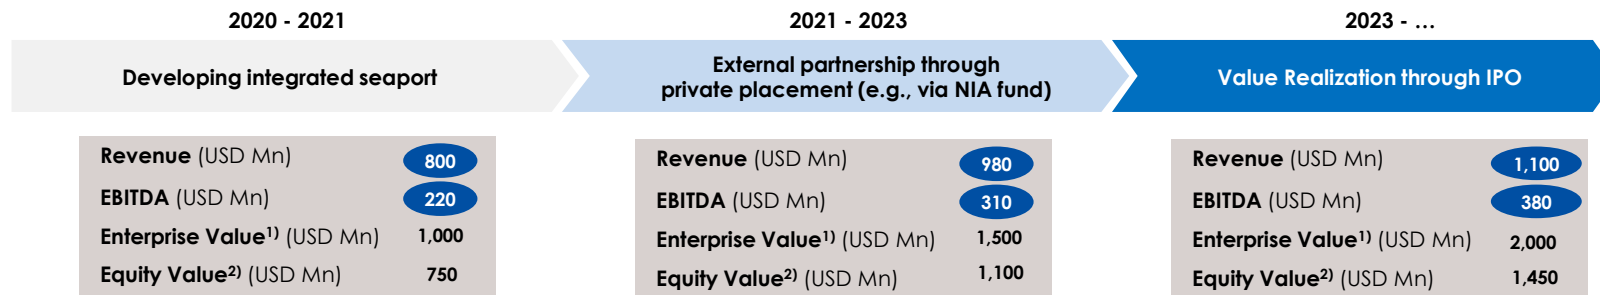 2020 - 2021
2021 - 2023
2023 - ...
Developing integrated seaport
External partnership through
private placement (e.g., via NIA fund)
Value Realization through IPO
Revenue (USD Mn) 800
EBITDA (USD Mn) 220
Enterprise Value1) (USD Mn) 1,000
Equity Value2) (USD Mn) 750
Revenue (USD Mn) 980
EBITDA (USD Mn) 310
Enterprise Value1) (USD Mn) 1,500
Equity Value2) (USD Mn) 1,100
Revenue (USD Mn) 1,100
EBITDA (USD Mn) 380
Enterprise Value1) (USD Mn) 2,000
Equity Value2) (USD Mn) 1,450